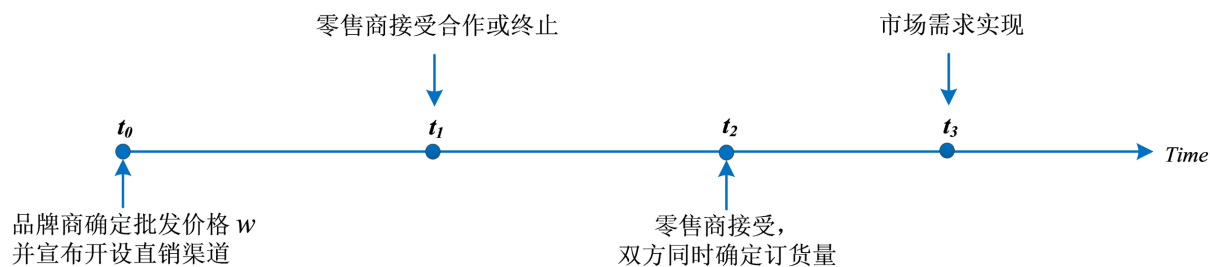 零售商接受合作或终止
市场需求实现
t0
t1
t2
t3
Time
品牌商确定批发价格 w
并宣布开设直销渠道
零售商接受，
双方同时确定订货量